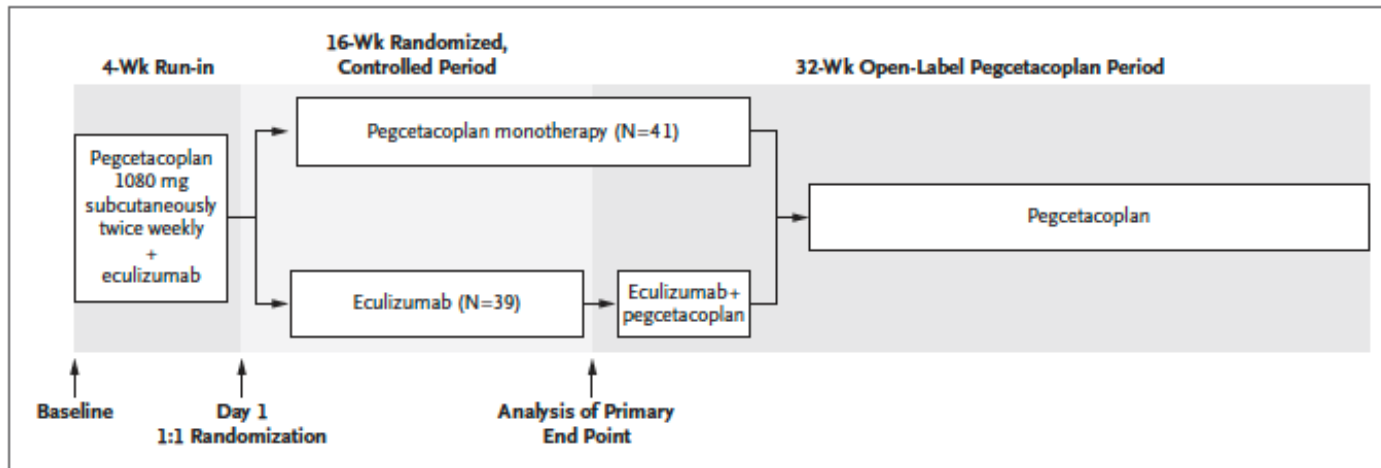 4-Wk Run-in
16-Wk Randomized,
Controlled Period
32-Wk Open-Label Pegcetacoplan Period
Pegcetacoplan
1080 mg
subcutaneously
twice weekly
+
eculizumab
Pegcetacoplan monotherapy (N=41)
Eculizumab (N=39)
Eculizumab+
pegcetacoplan
Pegcetacoplan
Baseline
Day 1
1:1 Randomization
Analysis of Primary
End Point